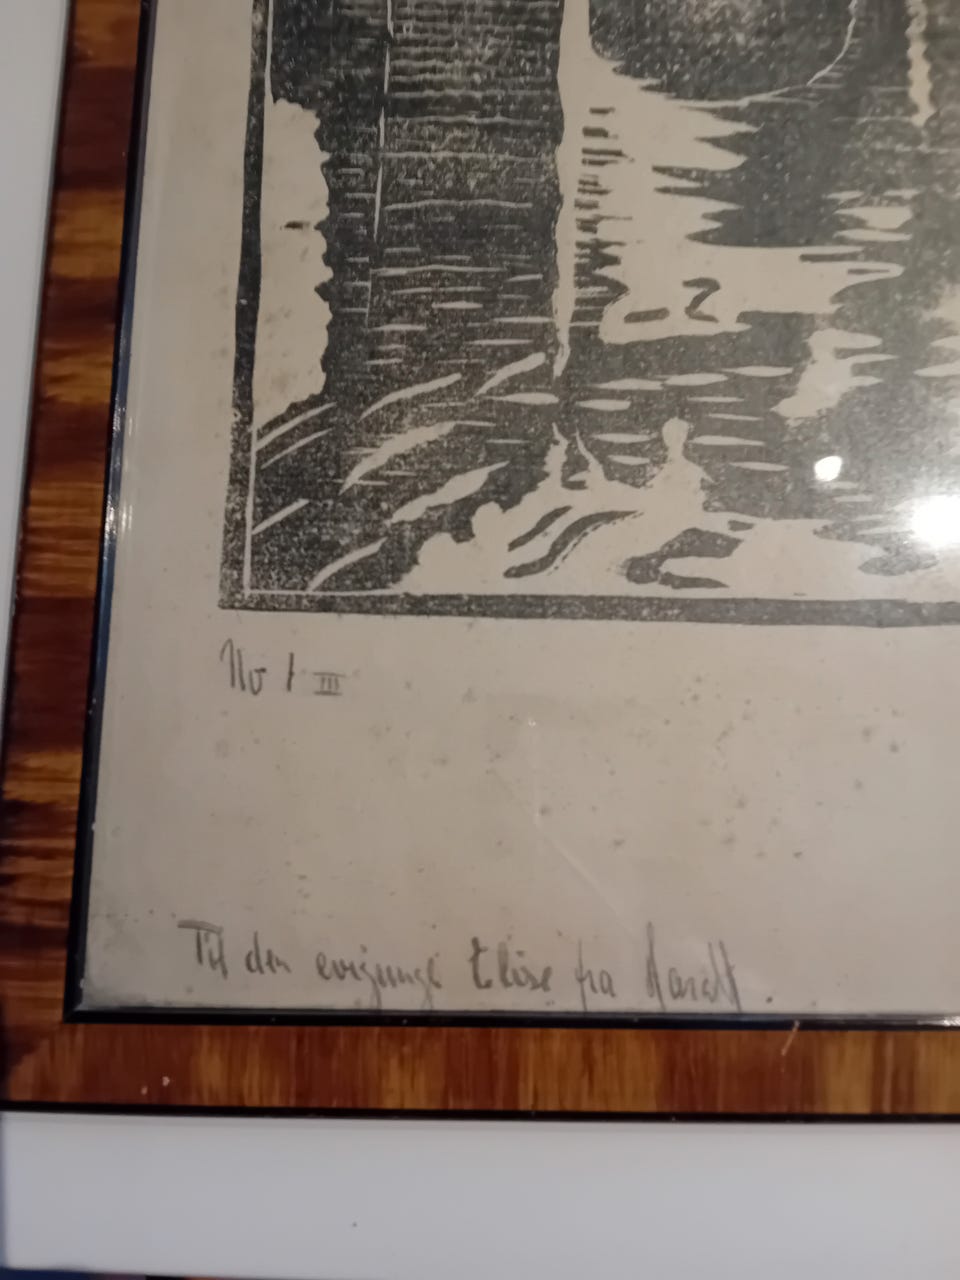 No 1 III
Til den evigunge Elise fra